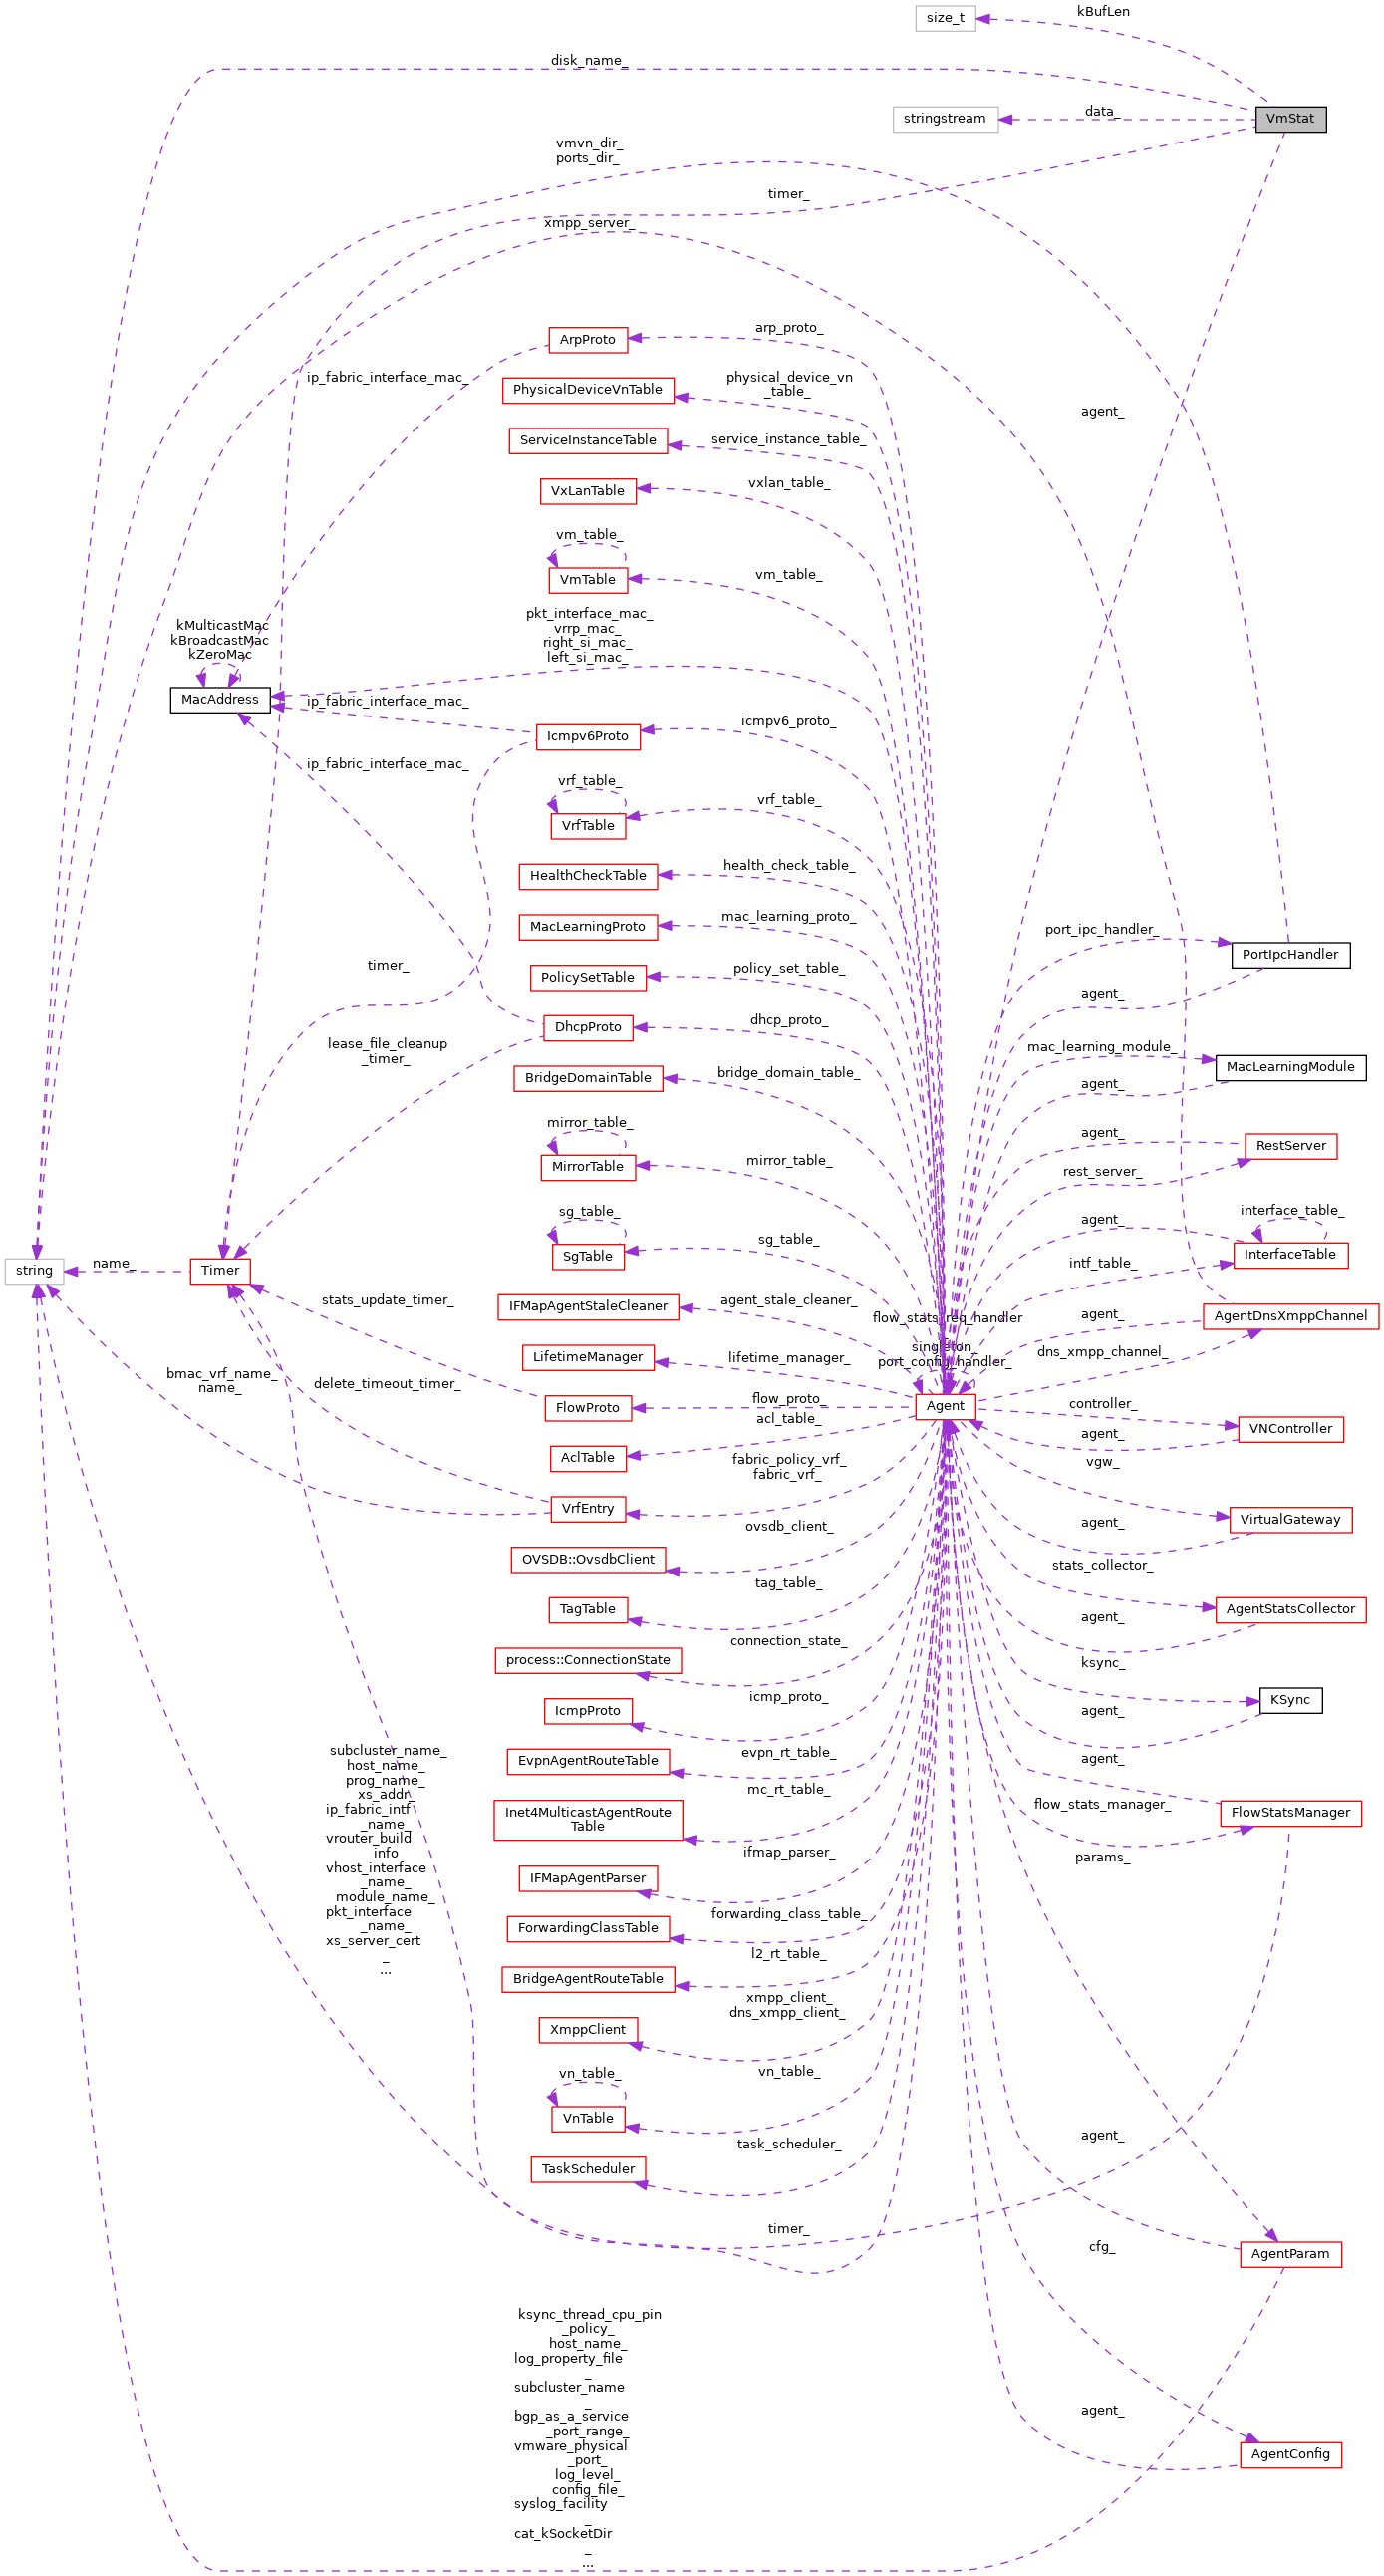 size_t
kBufLen
disk_name_
stringstream
data_
VmStat
vmvn_dir_
ports_dir_
timer_
xmpp_server_
arp_proto_
ArpProto
ip_fabric_interface_mac_
physical_device_vn
_table_
PhysicalDeviceVnTable
agent_
service_instance_table_
ServiceInstanceTable
vxlan_table_
VxLanTable
vm_table_
vm_table_
VmTable
pkt_interface_mac_
vrrp_mac_
right_si_mac_
left_si_mac_
kMulticastMac
kBroadcastMac
kZeroMac
MacAddress
ip_fabric_interface_mac_
icmpv6_proto_
Icmpv6Proto
ip_fabric_interface_mac_
vrf_table_
vrf_table_
VrfTable
health_check_table_
HealthCheckTable
mac_learning_proto_
MacLearningProto
port_ipc_handler_
PortIpcHandler
timer_
policy_set_table_
PolicySetTable
agent_
dhcp_proto_
DhcpProto
lease_file_cleanup
_timer_
mac_learning_module_
MacLearningModule
bridge_domain_table_
BridgeDomainTable
agent_
mirror_table_
mirror_table_
MirrorTable
agent_
RestServer
rest_server_
sg_table_
sg_table_
SgTable
agent_
interface_table_
InterfaceTable
intf_table_
string
name_
Timer
stats_update_timer_
agent_stale_cleaner_
IFMapAgentStaleCleaner
flow_stats_req_handler
singleton_
port_config_handler_
agent_
AgentDnsXmppChannel
dns_xmpp_channel_
lifetime_manager_
LifetimeManager
bmac_vrf_name_
name_
delete_timeout_timer_
flow_proto_
FlowProto
Agent
controller_
VNController
acl_table_
AclTable
agent_
vgw_
fabric_policy_vrf_
fabric_vrf_
VrfEntry
VirtualGateway
agent_
ovsdb_client_
OVSDB::OvsdbClient
stats_collector_
tag_table_
TagTable
AgentStatsCollector
agent_
connection_state_
process::ConnectionState
ksync_
icmp_proto_
IcmpProto
KSync
agent_
evpn_rt_table_
EvpnAgentRouteTable
agent_
mc_rt_table_
Inet4MulticastAgentRoute
Table
flow_stats_manager_
FlowStatsManager
params_
subcluster_name_
host_name_
prog_name_
xs_addr_
ip_fabric_intf
_name_
vrouter_build
_info_
vhost_interface
_name_
module_name_
pkt_interface
_name_
xs_server_cert
_
...
ifmap_parser_
IFMapAgentParser
forwarding_class_table_
ForwardingClassTable
l2_rt_table_
BridgeAgentRouteTable
xmpp_client_
dns_xmpp_client_
XmppClient
vn_table_
vn_table_
VnTable
task_scheduler_
TaskScheduler
agent_
timer_
cfg_
AgentParam
ksync_thread_cpu_pin
_policy_
host_name_
log_property_file
_
subcluster_name
_
bgp_as_a_service
_port_range_
vmware_physical
_port_
log_level_
config_file_
syslog_facility
_
cat_kSocketDir
_
...
agent_
AgentConfig